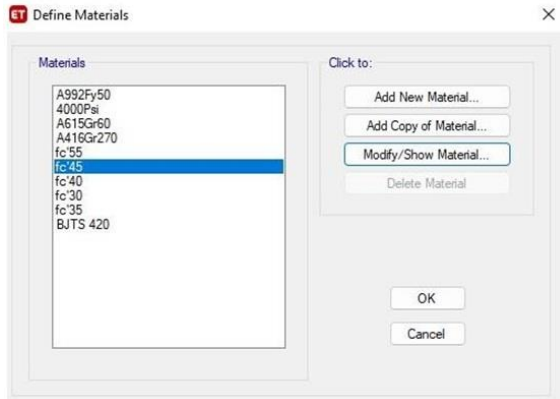 ET Define Materials
Materials
A992Fy50
4000Psi
A615Gr60
A416Gr270
fc'55
fc'45
fc'40
fc'30
fc'35
BJTS 420
Click to:
Add New Material...
Add Copy of Material...
Modify/Show Material...
Delete Material
OK
Cancel